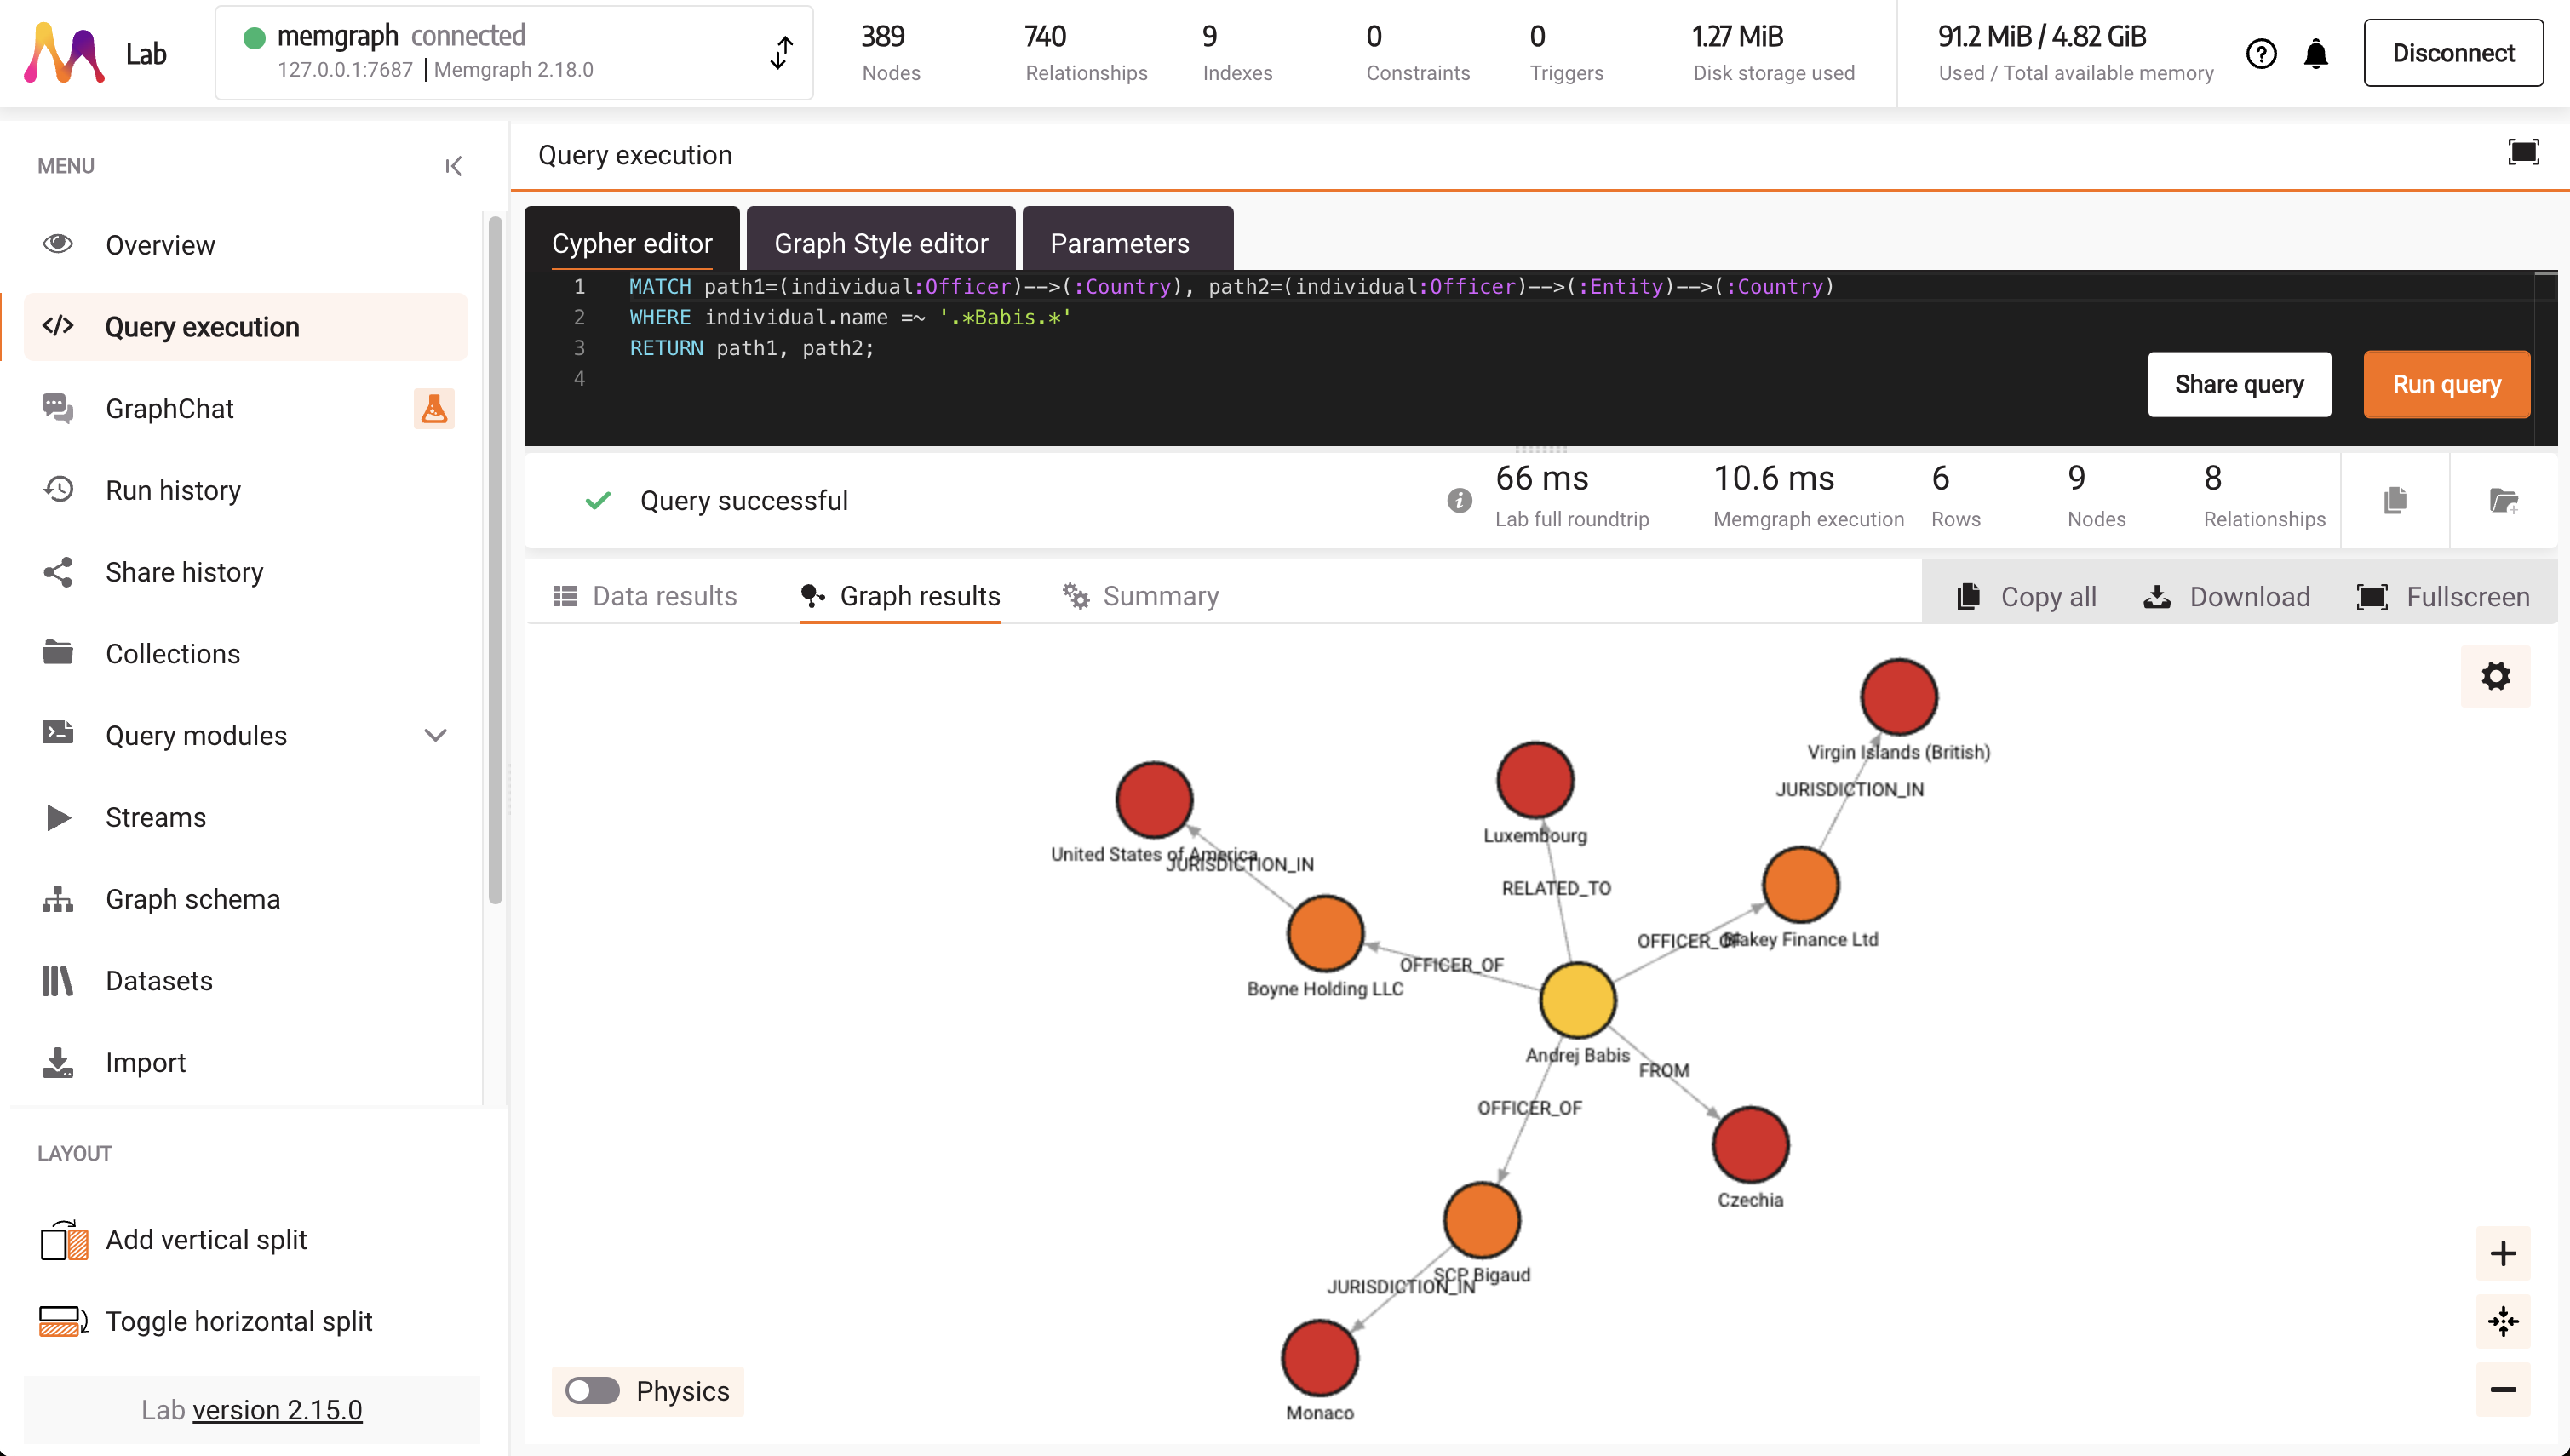 Lab
memgraph connected
127.0.0.1:7687 | Memgraph 2.18.0
389
Nodes
740
Relationships
9
Indexes
0
Constraints
0
Triggers
1.27 MiB
Disk storage used
91.2 MiB / 4.82 GiB
Used / Total available memory
Disconnect
MENU
Overview
Query execution
GraphChat
Run history
Share history
Collections
Query modules
Streams
Graph schema
Datasets
Import
LAYOUT
Add vertical split
Toggle horizontal split
Lab version 2.15.0
Query execution
Cypher editor
Graph Style editor
Parameters
1 MATCH path1=(individual:Officer)-->(:Country), path2=(individual:Officer)-->(:Entity)-->(:Country)
2 WHERE individual.name =~ '.*Babis.*'
3 RETURN path1, path2;
4
Share query
Run query
Query successful
66 ms
Lab full roundtrip
10.6 ms
Memgraph execution
6
Rows
9
Nodes
8
Relationships
Data results
Graph results
Summary
Copy all
Download
Fullscreen
Virgin Islands (British)
JURISDICTION_IN
Luxembourg
United States of America
JURISDICTION_IN
RELATED_TO
OFFICER_OF
Blakey Finance Ltd
OFFICER_OF
Boyne Holding LLC
Andrej Babis
FROM
OFFICER_OF
Czechia
SCP Bigaud
JURISDICTION_IN
Monaco
Physics